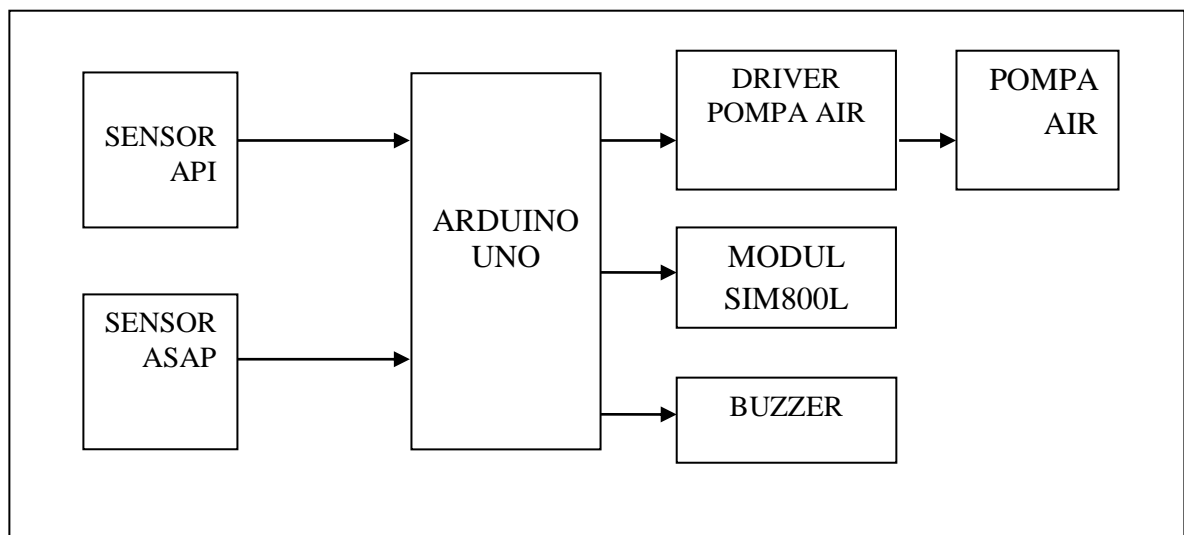 SENSOR
API
SENSOR
ASAP
ARDUINO
UNO
DRIVER
POMPA AIR
POMPA
AIR
MODUL
SIM800L
BUZZER